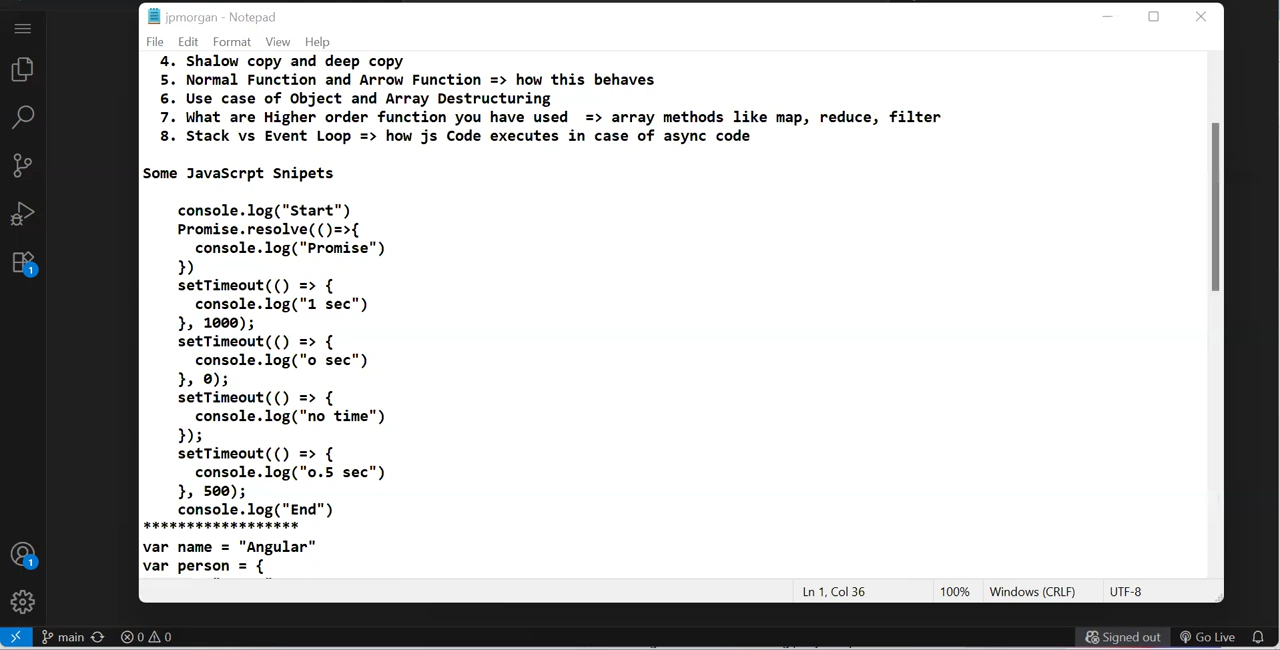 jpmorgan - Notepad
File Edit Format View Help
4. Shalow copy and deep copy
5. Normal Function and Arrow Function => how this behaves
6. Use case of Object and Array Destructuring
7. What are Higher order function you have used  => array methods like map, reduce, filter
8. Stack vs Event Loop => how js Code executes in case of async code
Some JavaScrpt Snipets
console.log("Start")
Promise.resolve(()=>{
console.log("Promise")
})
setTimeout(() => {
console.log("1 sec")
}, 1000);
setTimeout(() => {
console.log("o sec")
}, 0);
setTimeout(() => {
console.log("no time")
});
setTimeout(() => {
console.log("o.5 sec")
}, 500);
console.log("End")
******************
var name = "Angular"
var person = {
Ln 1, Col 36 100% Windows (CRLF) UTF-8
1
1
main 0 0 Signed out Go Live